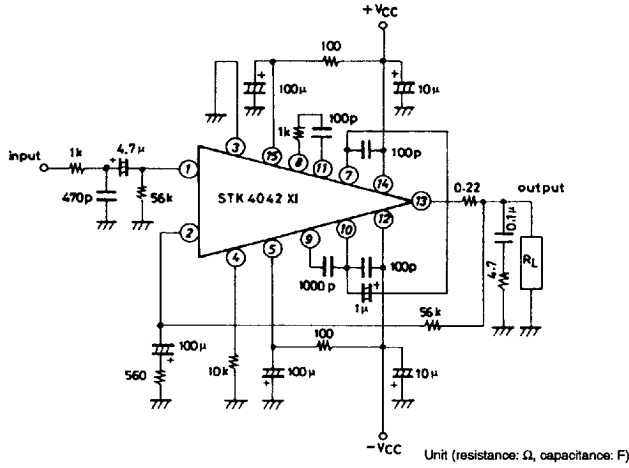 +VCC
100
100μ
10μ
3
15
1k
100p
8
11
7
100p
14
input
1k
4.7μ
1
470p
56k
STK 4042 XI
13
0.22
output
0.1μ
4.7
RL
2
4
5
9
10
12
1000p
100p
1μ
56k
100μ
560
10k
100
100μ
10μ
-VCC
Unit (resistance: Ω, capacitance: F)